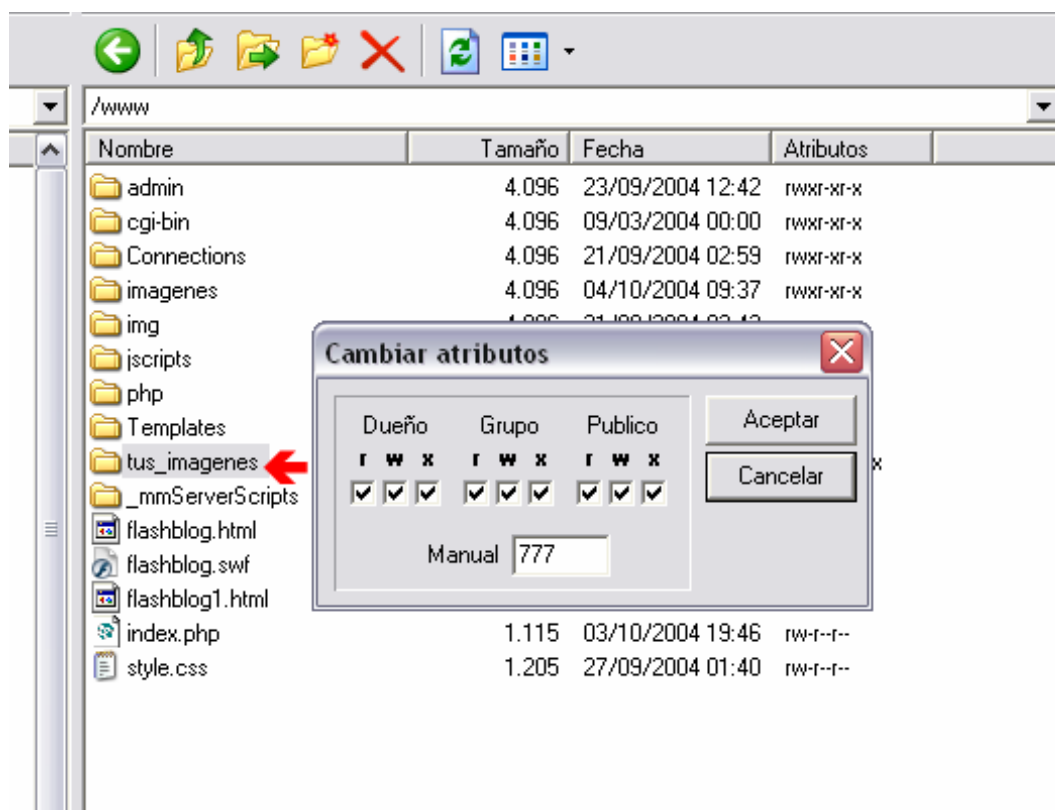 /www
Nombre Tamaño Fecha Atributos
admin 4.096 23/09/2004 12:42 rwxr-xr-x
cgi-bin 4.096 09/03/2004 00:00 rwxr-xr-x
Connections 4.096 21/09/2004 02:59 rwxr-xr-x
imagenes 4.096 04/10/2004 09:37 rwxr-xr-x
img
jscripts
php
Templates
tus_imagenes x
_mmServerScripts
flashblog.html
flashblog.swf
flashblog1.html
index.php 1.115 03/10/2004 19:46 rw-r--r--
style.css 1.205 27/09/2004 01:40 rw-r--r--
Cambiar atributos
Dueño Grupo Publico
r w x r w x r w x
Manual 777
Aceptar
Cancelar